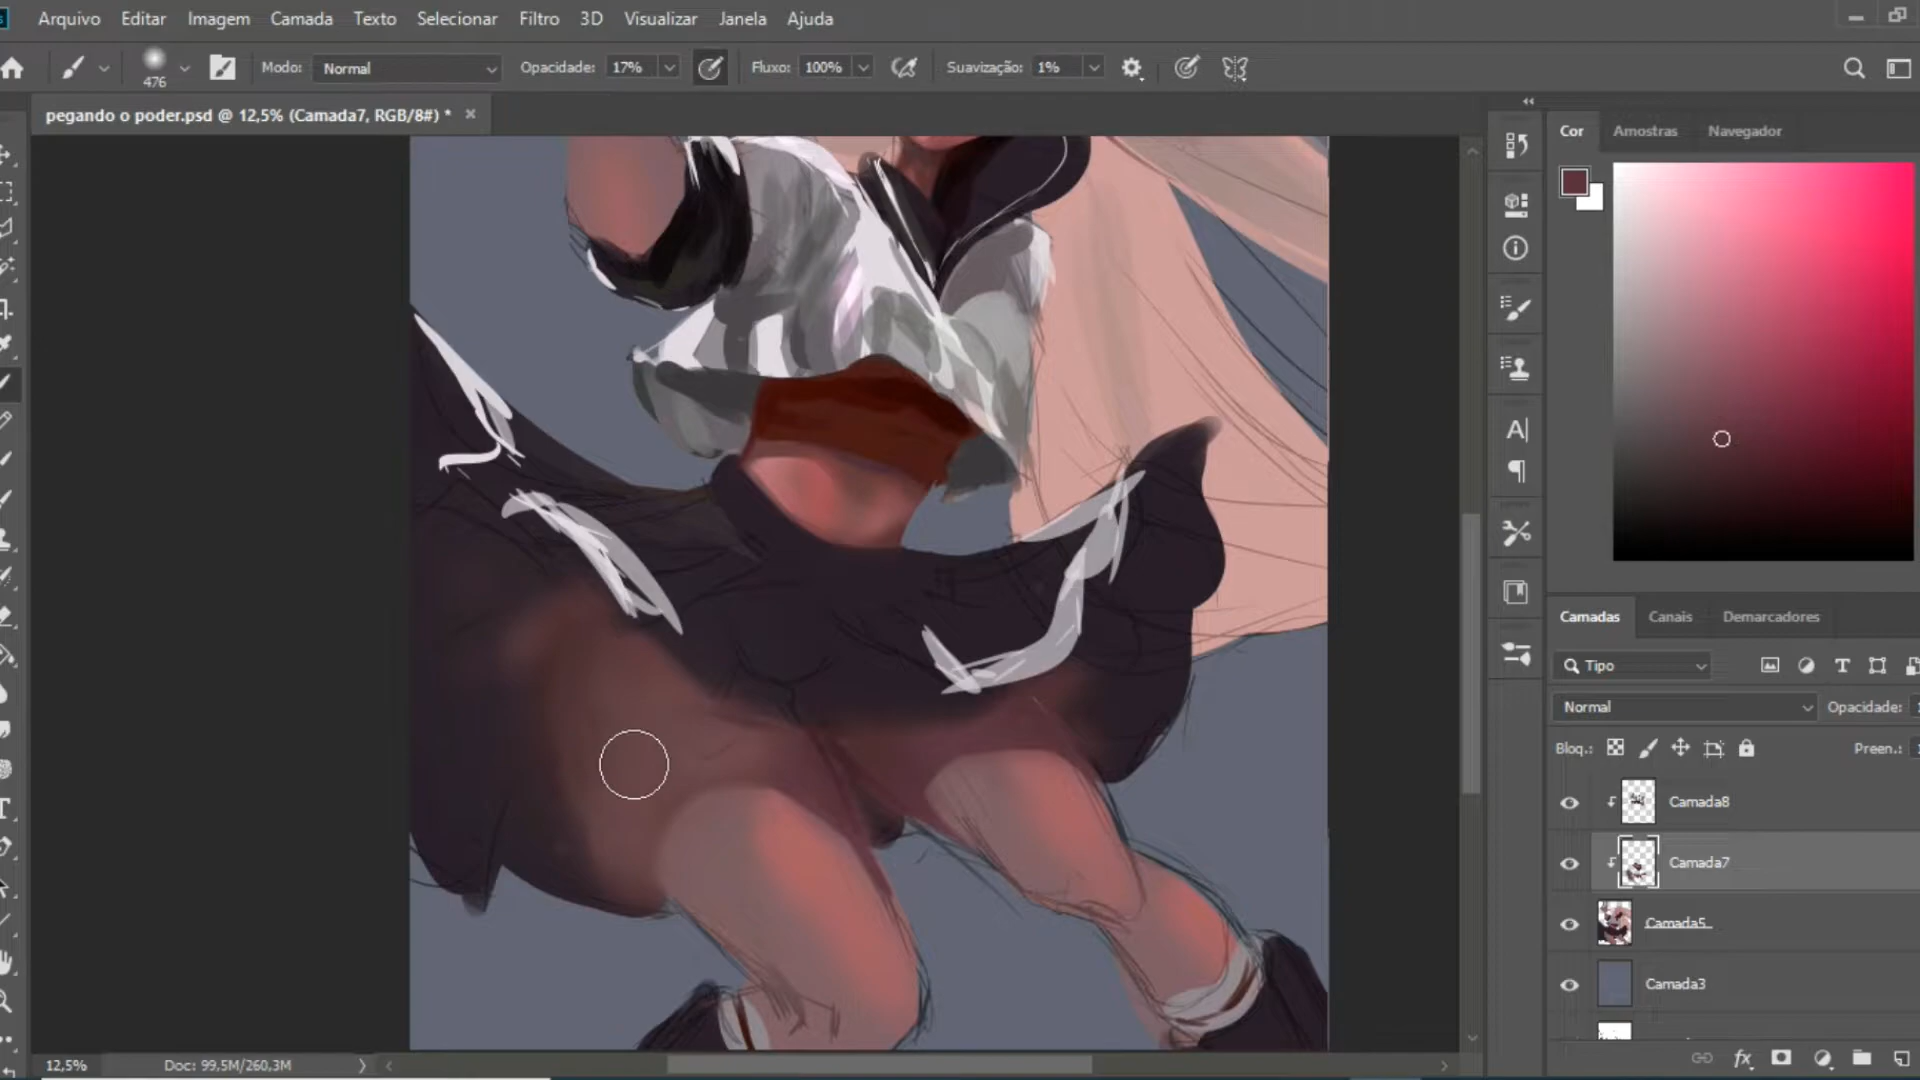 Arquivo Editar Imagem Camada Texto Selecionar Filtro 3D Visualizar Janela Ajuda
476 Modo: Normal Opacidade: 17% Fluxo: 100% Suavização: 1%
pegando o poder.psd @ 12,5% (Camada7, RGB/8#) * ×
Cor Amostras Navegador
Camadas Canais Demarcadores
Tipo
Normal Opacidade:
Bloq.: Preen.:
Camada8
Camada7
Camada5
Camada3
12,5% Doc: 99,5M/260,3M